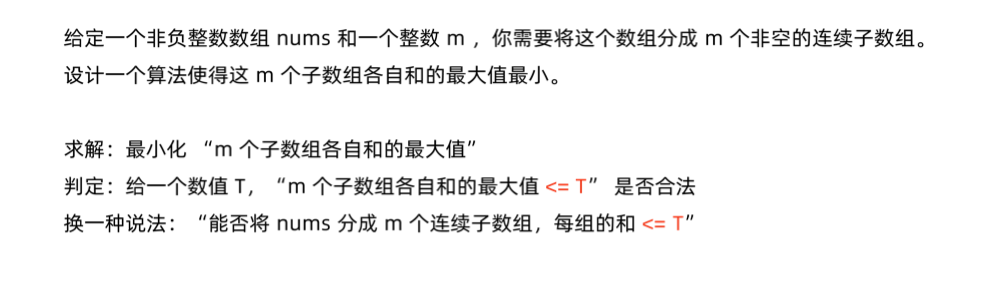 给定一个非负整数数组 nums 和一个整数 m ，你需要将这个数组分成 m 个非空的连续子数组。
设计一个算法使得这 m 个子数组各自和的最大值最小。
求解：最小化 “m 个子数组各自和的最大值”
判定：给一个数值 T，“m 个子数组各自和的最大值 <= T” 是否合法
换一种说法：“能否将 nums 分成 m 个连续子数组，每组的和 <= T”